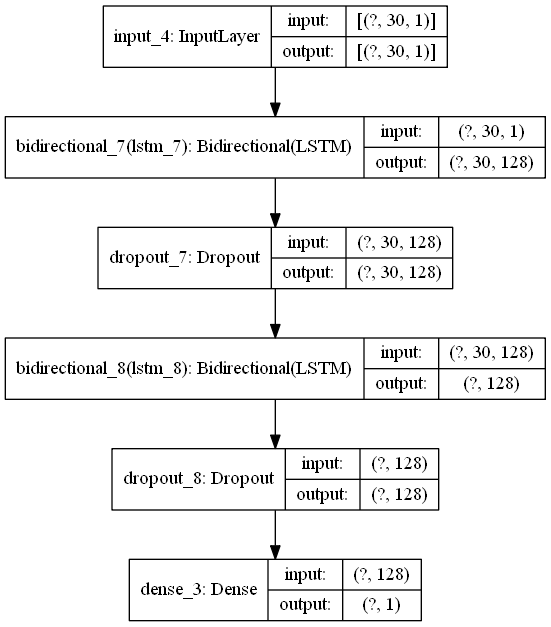 input_4: InputLayer
input:
[(?, 30, 1)]
output:
[(?, 30, 1)]
bidirectional_7(lstm_7): Bidirectional(LSTM)
input:
(?, 30, 1)
output:
(?, 30, 128)
dropout_7: Dropout
input:
(?, 30, 128)
output:
(?, 30, 128)
bidirectional_8(lstm_8): Bidirectional(LSTM)
input:
(?, 30, 128)
output:
(?, 128)
dropout_8: Dropout
input:
(?, 128)
output:
(?, 128)
dense_3: Dense
input:
(?, 128)
output:
(?, 1)